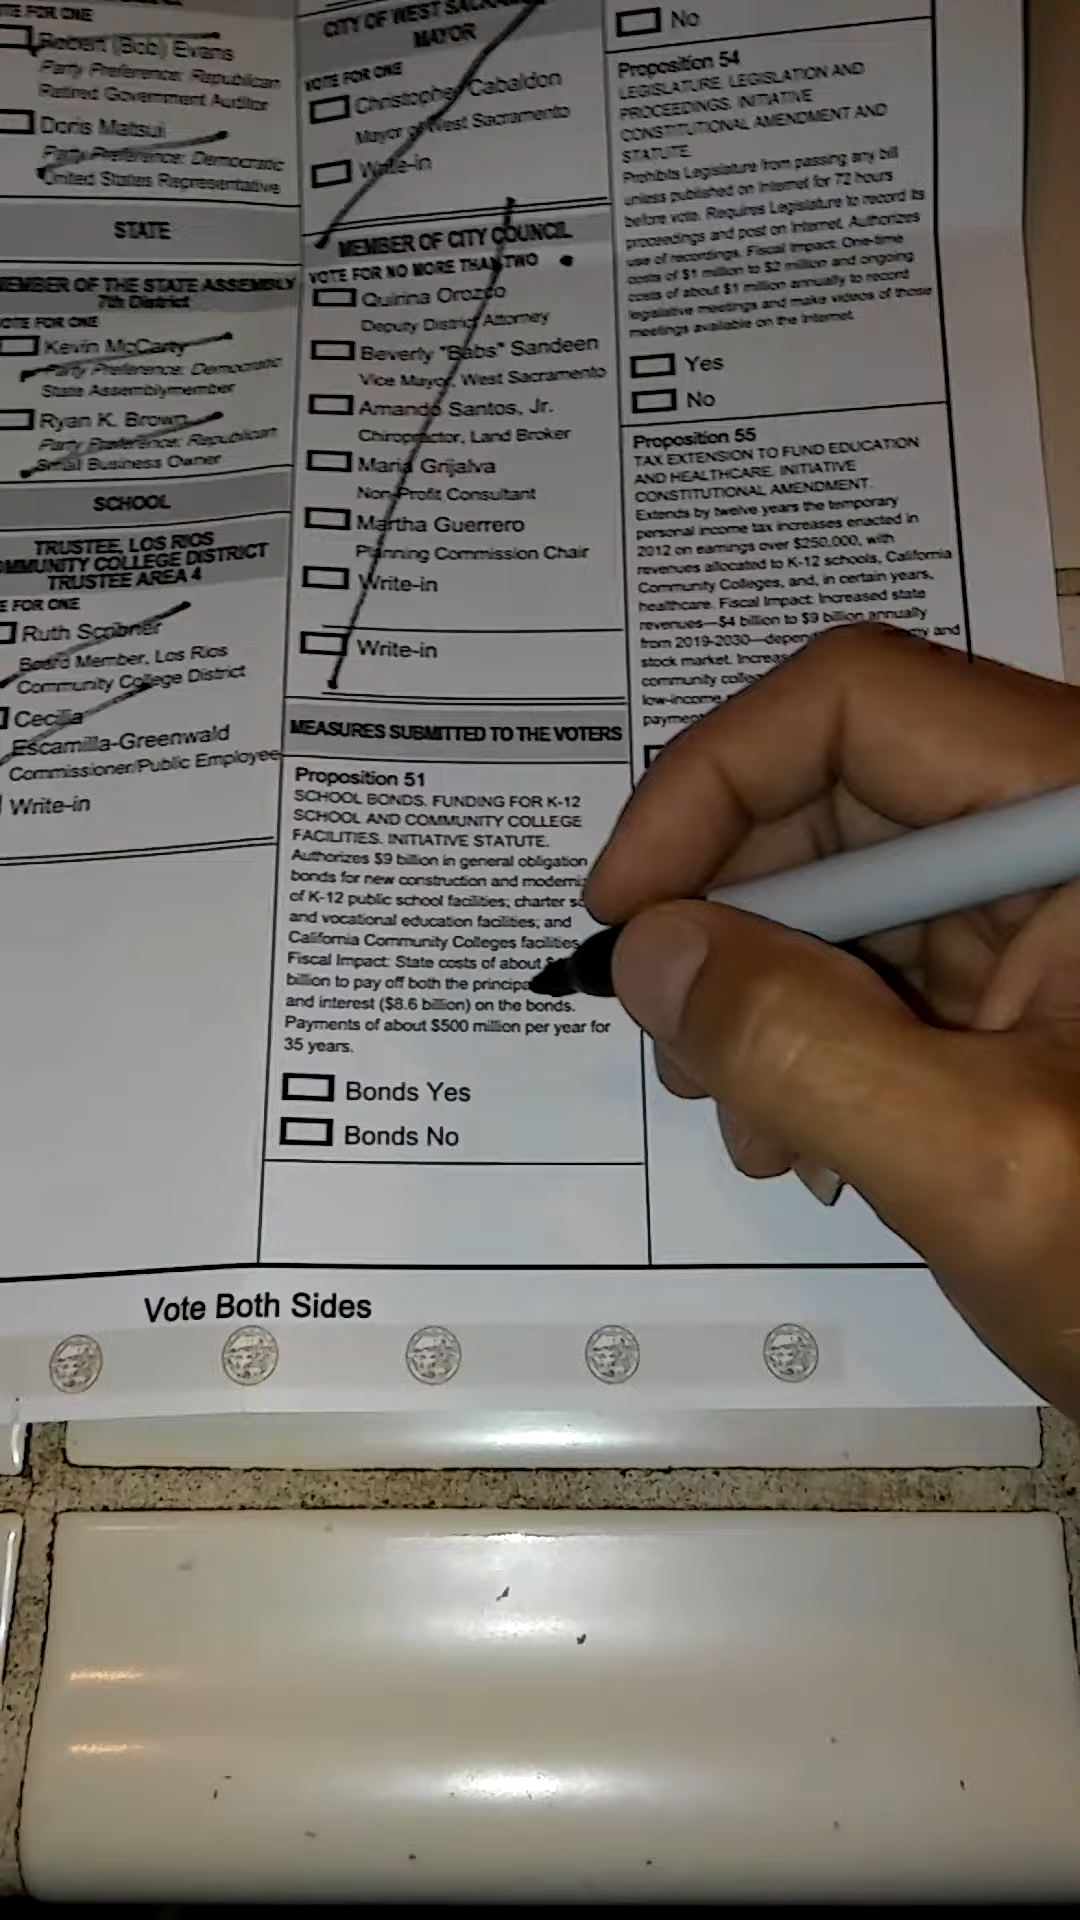 VOTE FOR ONE
Robert (Bob) Evans
Party Preference: Republican
Retired Government Auditor
Doris Matsui
Party Preference: Democratic
United States Representative
STATE
MEMBER OF THE STATE ASSEMBLY
7th District
VOTE FOR ONE
Kevin McCarty
Party Preference: Democratic
State Assemblymember
Ryan K. Brown
Party Preference: Republican
Small Business Owner
SCHOOL
TRUSTEE, LOS RIOS
COMMUNITY COLLEGE DISTRICT
TRUSTEE AREA 4
E FOR ONE
Ruth Scribner
Board Member, Los Rios
Community College District
Cecilia
Escamilla-Greenwald
Commissioner/Public Employee
Write-in
CITY OF WEST SACRAM
MAYOR
VOTE FOR ONE
Christopher Cabaldon
Mayor of West Sacramento
Write-in
MEMBER OF CITY COUNCIL
VOTE FOR NO MORE THAN TWO
Quirina Orozco
Deputy District Attorney
Beverly "Babs" Sandeen
Vice Mayor, West Sacramento
Amando Santos, Jr.
Chiropractor, Land Broker
Maria Grijalva
Non-Profit Consultant
Martha Guerrero
Planning Commission Chair
Write-in
Write-in
MEASURES SUBMITTED TO THE VOTERS
Proposition 51
SCHOOL BONDS. FUNDING FOR K-12
SCHOOL AND COMMUNITY COLLEGE
FACILITIES. INITIATIVE STATUTE.
Authorizes $9 billion in general obligation
bonds for new construction and moderni
of K-12 public school facilities; charter sc
and vocational education facilities; and
California Community Colleges facilities
Fiscal Impact: State costs of about
billion to pay off both the principa
and interest ($8.6 billion) on the bonds.
Payments of about $500 million per year for
35 years.
Bonds Yes
Bonds No
No
Proposition 54
LEGISLATURE. LEGISLATION AND
PROCEEDINGS. INITIATIVE
CONSTITUTIONAL AMENDMENT AND
STATUTE.
Prohibits Legislature from passing any bill
unless published on Internet for 72 hours
before vote. Requires Legislature to record its
proceedings and post on Internet. Authorizes
use of recordings. Fiscal Impact: One-time
costs of $1 million to $2 million and ongoing
costs of about $1 million annually to record
legislative meetings and make videos of those
meetings available on the Internet.
Yes
No
Proposition 55
TAX EXTENSION TO FUND EDUCATION
AND HEALTHCARE. INITIATIVE
CONSTITUTIONAL AMENDMENT.
Extends by twelve years the temporary
personal income tax increases enacted in
2012 on earnings over $250,000, with
revenues allocated to K-12 schools, California
Community Colleges, and, in certain years,
healthcare. Fiscal Impact: Increased state
revenues—$4 billion to $9 billion annually
from 2019-2030—depen and
stock market. Increas
community colle
low-income
paymen
Vote Both Sides